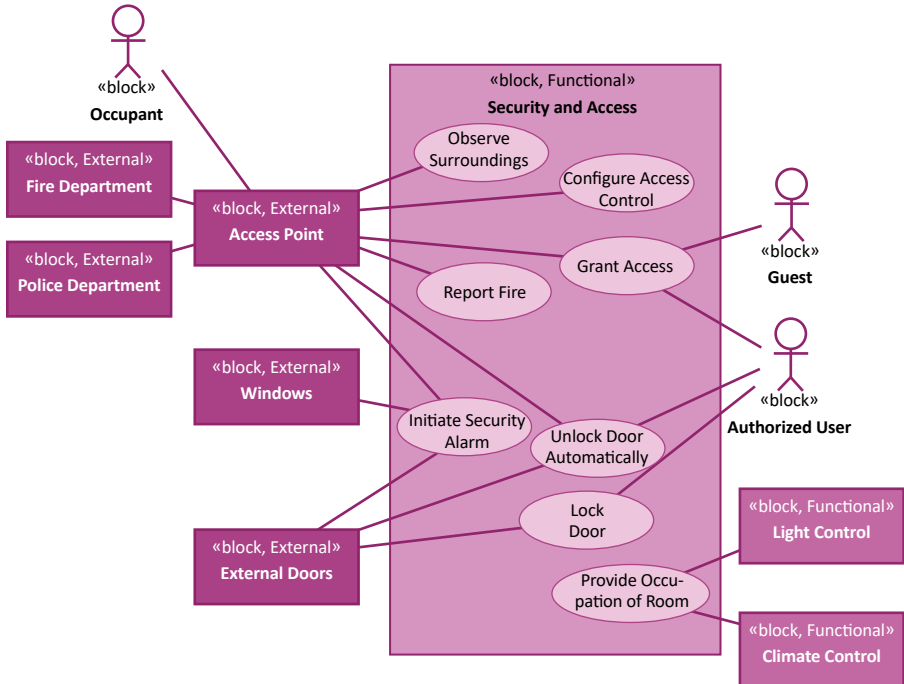 «block»
Occupant
«block, External»
Fire Department
«block, External»
Police Department
«block, External»
Access Point
«block, External»
Windows
«block, External»
External Doors
«block, Functional»
Security and Access
Observe
Surroundings
Configure Access
Control
Grant Access
Report Fire
Initiate Security
Alarm
Unlock Door
Automatically
Lock
Door
Provide Occu-
pation of Room
«block»
Guest
«block»
Authorized User
«block, Functional»
Light Control
«block, Functional»
Climate Control